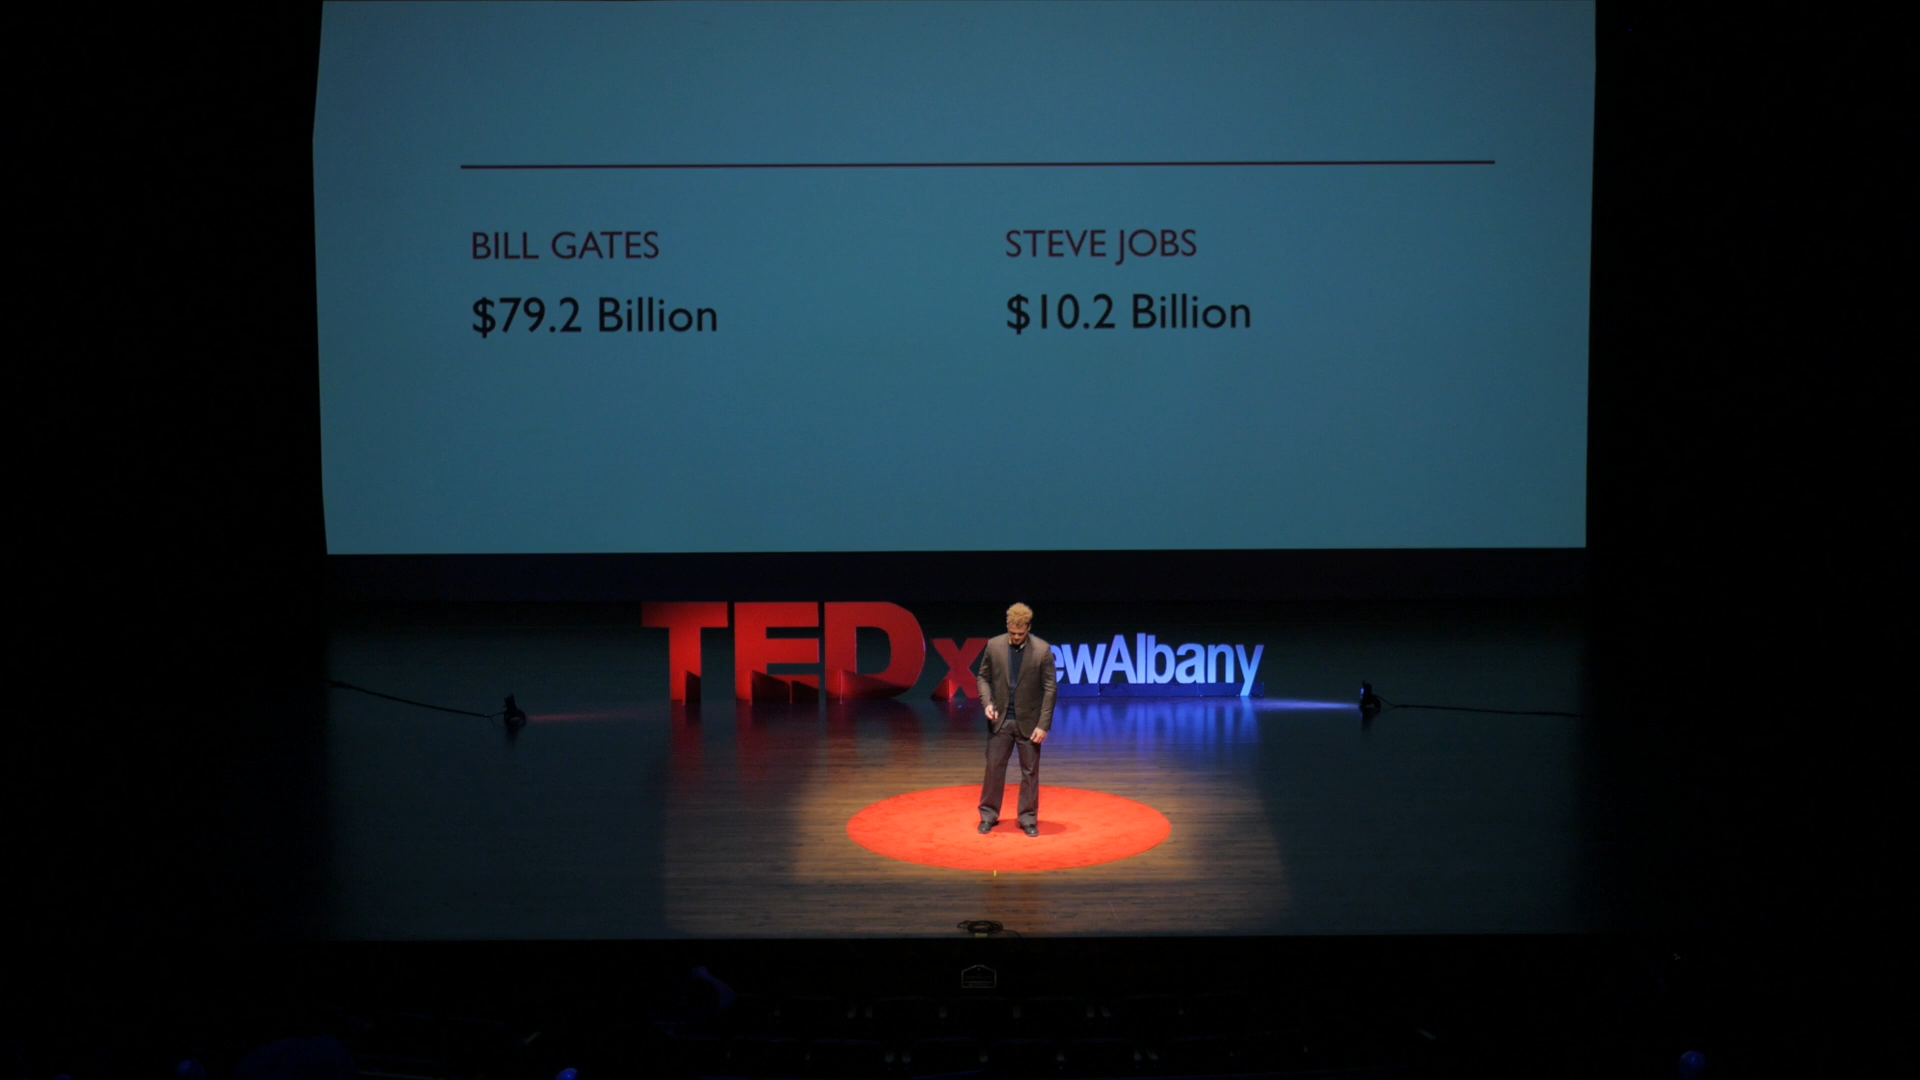 BILL GATES
$79.2 Billion
STEVE JOBS
$10.2 Billion
TEDx ewAlbany